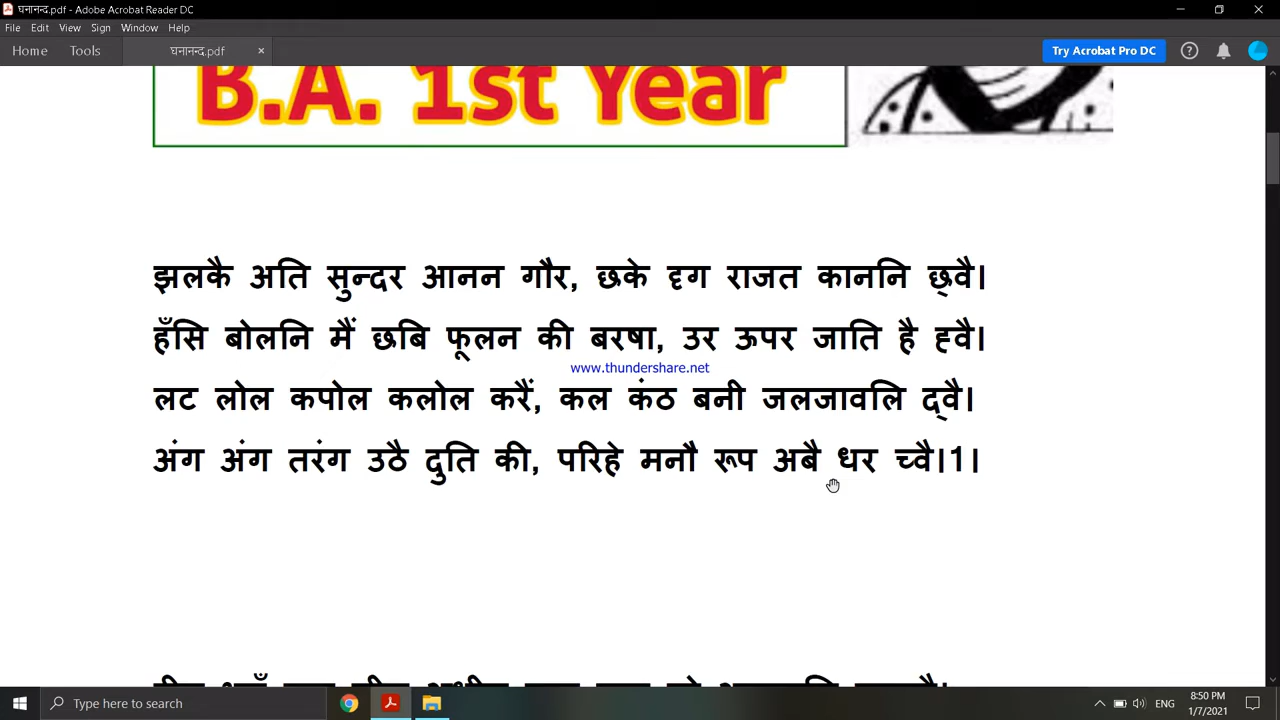 घनानन्द.pdf - Adobe Acrobat Reader DC
File Edit View Sign Window Help
Home Tools घनानन्द.pdf × Try Acrobat Pro DC
B.A. 1st Year
झलकै अति सुन्दर आनन गौर, छके दृग राजत काननि छ्वै।
हँसि बोलनि मैं छबि फूलन की बरषा, उर ऊपर जाति है ह्वै।
www.thundershare.net
लट लोल कपोल कलोल करैं, कल कंठ बनी जलजावलि द्वै।
अंग अंग तरंग उठै दुति की, परिहे मनौ रूप अबै धर च्वै।1।
Type here to search
ENG
8:50 PM
1/7/2021